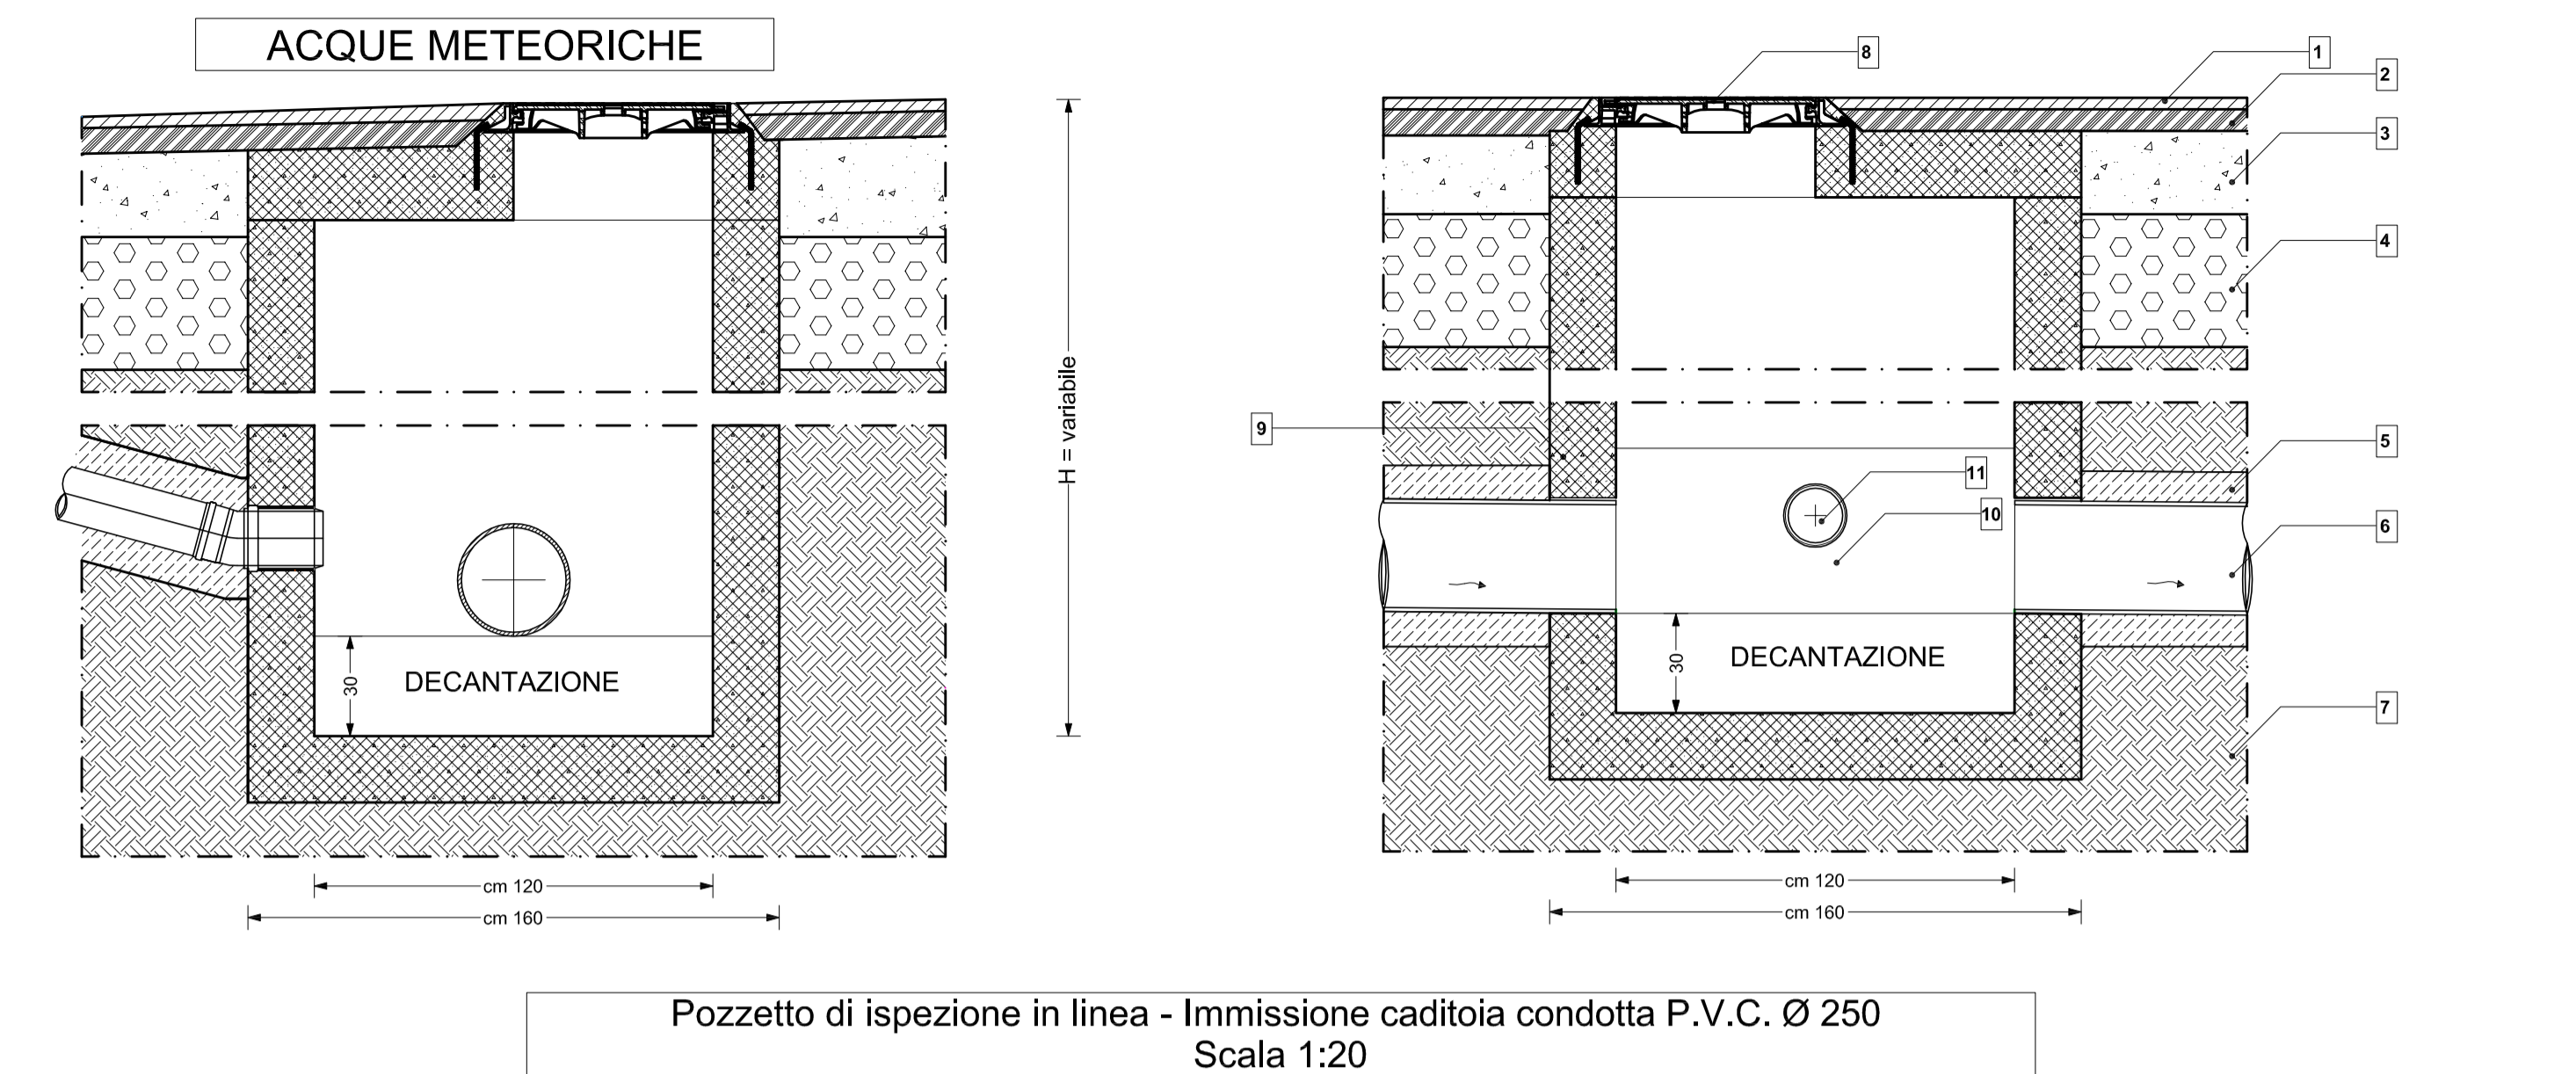 ACQUE METEORICHE
8
1
2
3
4
H = variabile
9
5
11
10
6
30
DECANTAZIONE
30
DECANTAZIONE
7
cm 120
cm 160
cm 120
cm 160
Pozzetto di ispezione in linea - Immissione caditoia condotta P.V.C. Ø 250
Scala 1:20